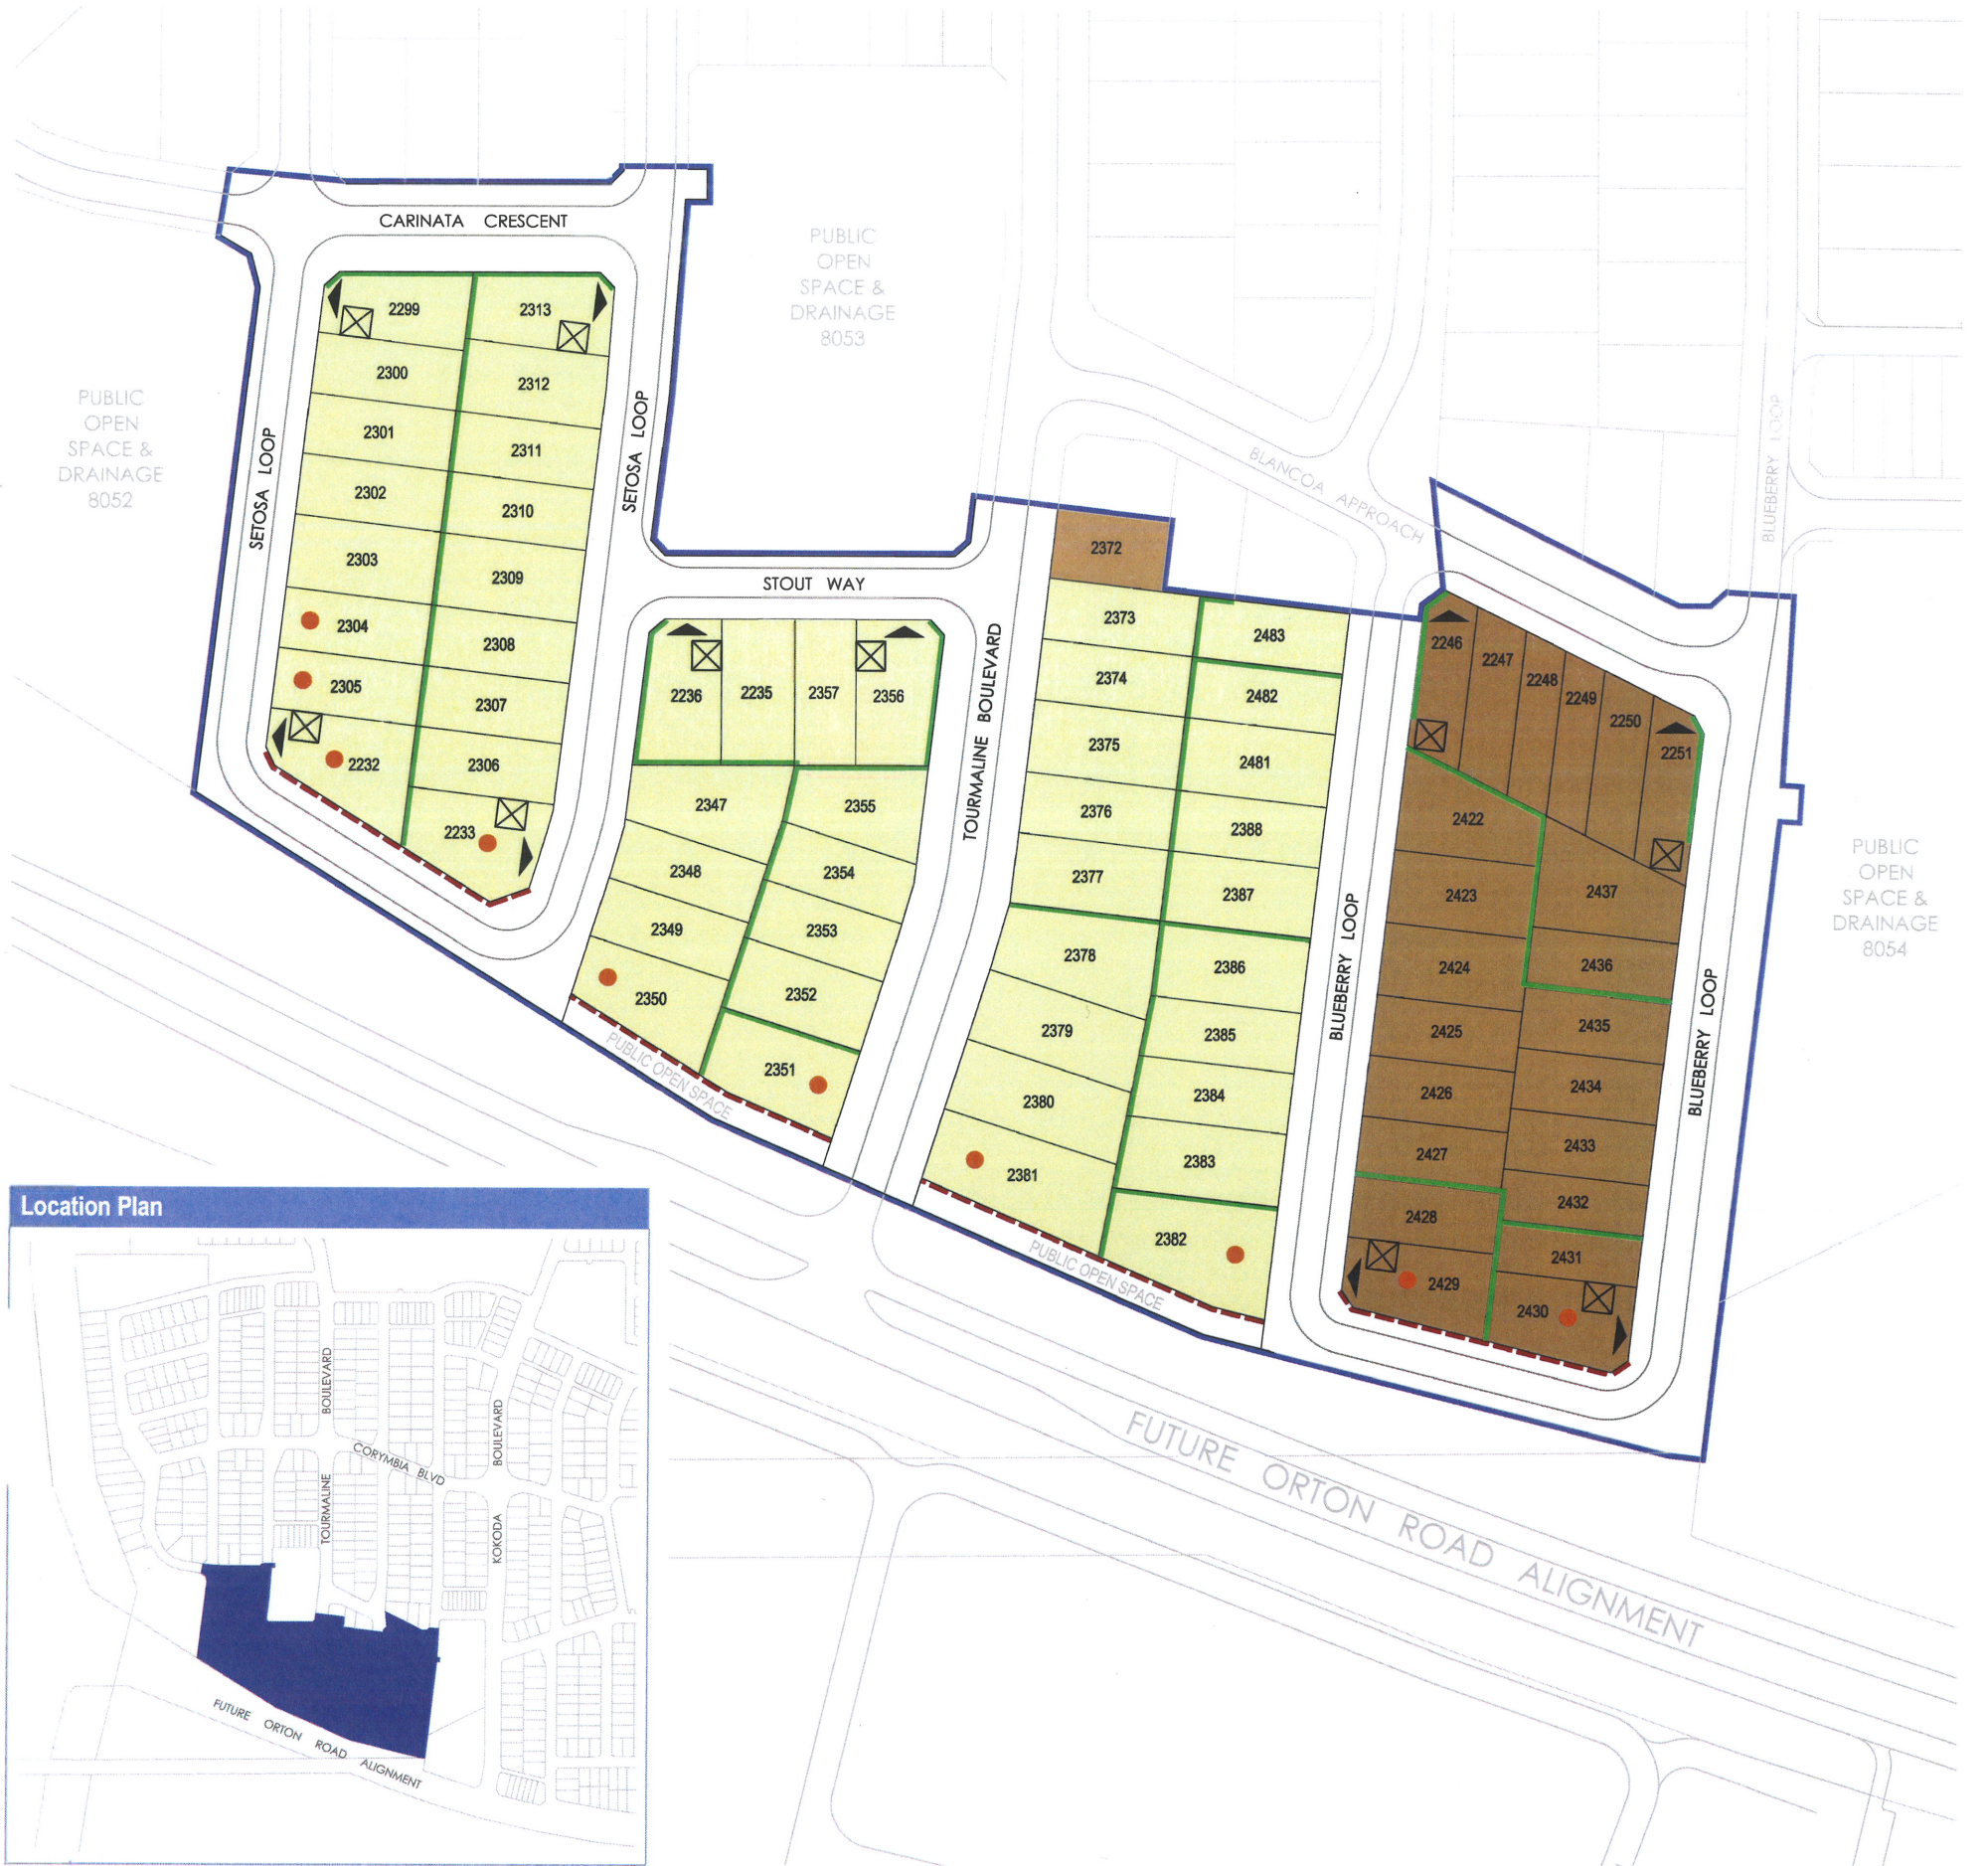 CARINATA CRESCENT
PUBLIC
OPEN
SPACE &
DRAINAGE
8053
2299
2313
2300
2312
2301
2311
2302
2310
2303
2309
2304
2308
2305
2307
2232
2306
2233
PUBLIC
OPEN
SPACE &
DRAINAGE
8052
SETOSA LOOP
SETOSA LOOP
STOUT WAY
2236
2235
2357
2356
2347
2355
2348
2354
2349
2353
2350
2352
2351
PUBLIC OPEN SPACE
TOURMALINE BOULEVARD
BLANCOA APPROACH
BLUEBERRY LOOP
2372
2373
2483
2374
2482
2375
2481
2376
2388
2377
2387
2378
2386
2379
2385
2380
2384
2381
2383
2382
PUBLIC OPEN SPACE
BLUEBERRY LOOP
2246
2247
2248
2249
2250
2251
2422
2423
2437
2424
2436
2425
2435
2426
2434
2427
2433
2428
2432
2429
2431
2430
BLUEBERRY LOOP
PUBLIC
OPEN
SPACE &
DRAINAGE
8054
FUTURE ORTON ROAD ALIGNMENT
Location Plan
BOULEVARD
CORYMBIA BLVD
BOULEVARD
TOURMALINE
KOKODA
FUTURE ORTON ROAD ALIGNMENT